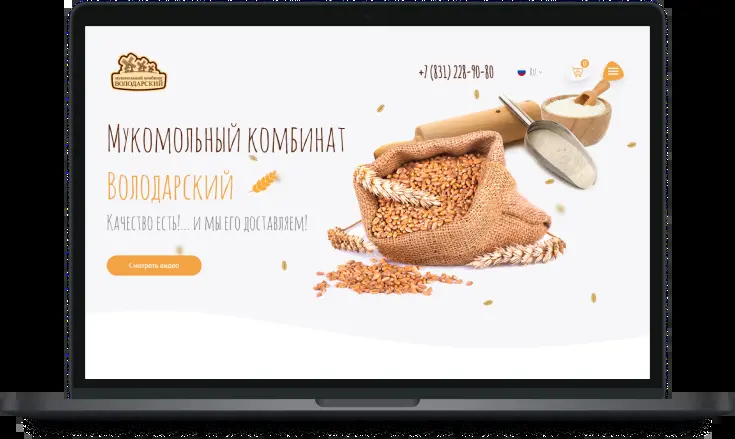 МУКОМОЛЬНЫЙ КОМБИНАТ
ВОЛОДАРСКИЙ
+7 (831) 228-90-80
RU
0
Мукомольный комбинат
Володарский
Качество есть!... и мы его доставляем!
Смотреть видео